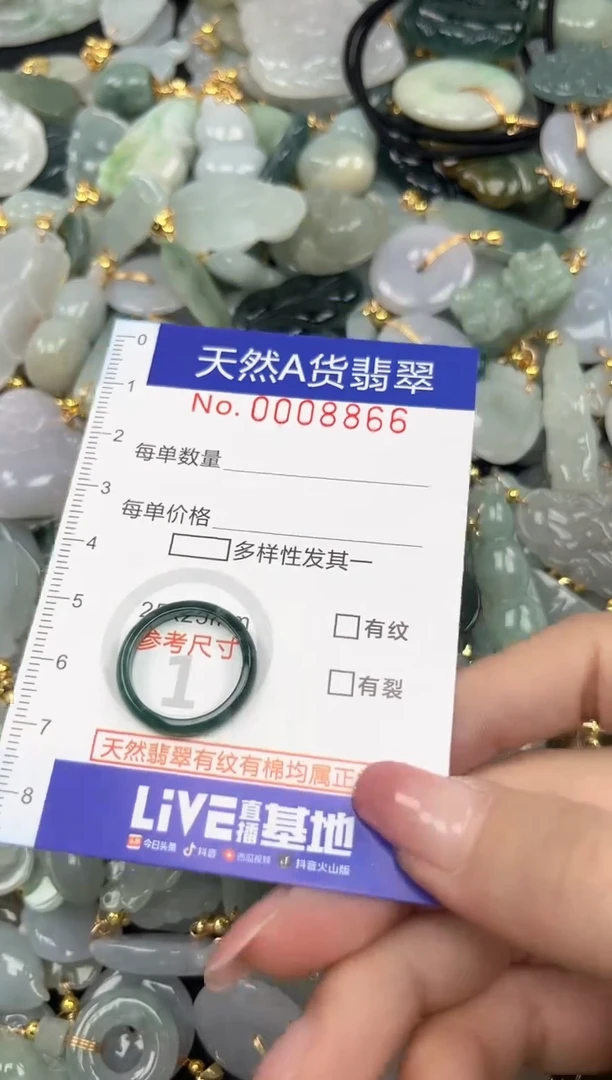 天然A货翡翠
No. 0008866
每单数量
每单价格
多样性发其一
参考尺寸
1
有纹
有裂
天然翡翠有纹有棉均属正
LiVE直播基地
今日头条 抖音 西瓜视频 抖音火山版
0
1
2
3
4
5
6
7
8